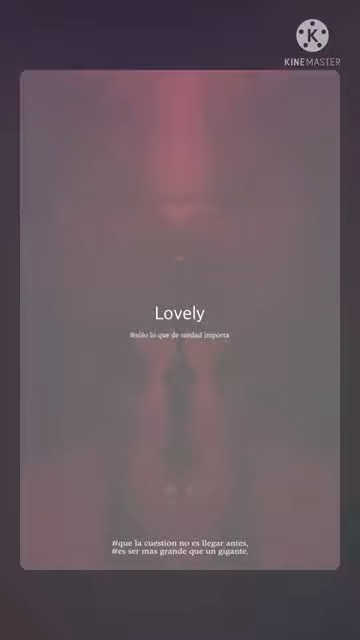 K
KINEMASTER
Lovely
#sólo lo que de verdad importa
#que la cuestion no es llegar antes,
#es ser mas grande que un gigante.